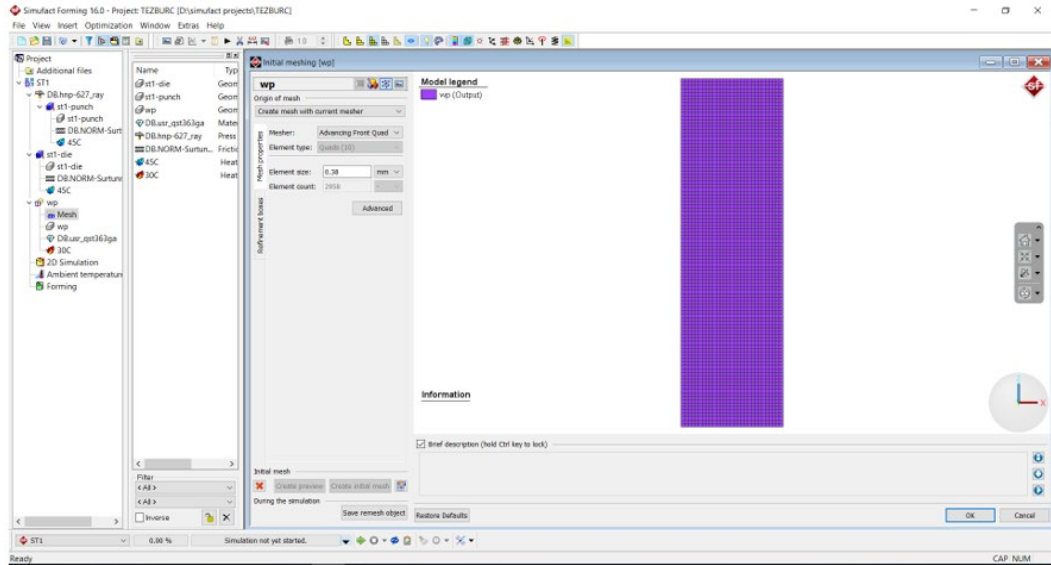 Simufact Forming 16.0 - Project: TEZBURC [D:\simufact projects\TEZBURC]
File View Insert Optimization Window Extras Help
Project
Additional files
ST1
DB.hnp-627_ray
st1-punch
st1-punch
DB.NORM-Surt
45C
st1-die
st1-die
DB.NORM-Surtunr
45C
wp
Mesh
wp
DB.usr_qst363ga
30C
2D Simulation
Ambient temperature
Forming
Name Typ
st1-die Geom
st1-punch Geom
wp Geom
DB.usr_qst363ga Mater
DB.hnp-627_ray Press
DB.NORM-Surtun... Frictic
45C Heat
30C Heat
Filter
<All>
<All>
Inverse
Initial meshing [wp]
wp
Origin of mesh
Create mesh with current mesher
Mesh properties
Refinement boxes
Mesher: Advancing Front Quad
Element type: Quads (10)
Element size: 0.38 mm
Element count: 2958
Advanced
Initial mesh
Create preview Create initial mesh
During the simulation
Save remesh object
Model legend
wp (Output)
Information
X
Brief description (hold Ctrl key to lock)
Restore Defaults
OK Cancel
ST1 0.00 % Simulation not yet started.
Ready CAP NUM